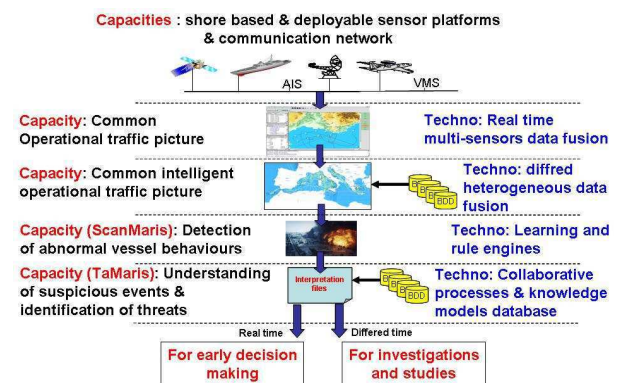 Capacities : shore based & deployable sensor platforms
& communication network
AIS
VMS
Capacity: Common
Operational traffic picture
Techno: Real time
multi-sensors data fusion
Capacity: Common intelligent
operational traffic picture
BDD
Techno: diffred
heterogeneous data
fusion
Capacity (ScanMaris): Detection
of abnormal vessel behaviours
Techno: Learning and
rule engines
Capacity (TaMaris): Understanding
of suspicious events &
identification of threats
Interpretation
files
BDD
Techno: Collaborative
processes & knowledge
models database
Real time
Differed time
For early decision
making
For investigations
and studies